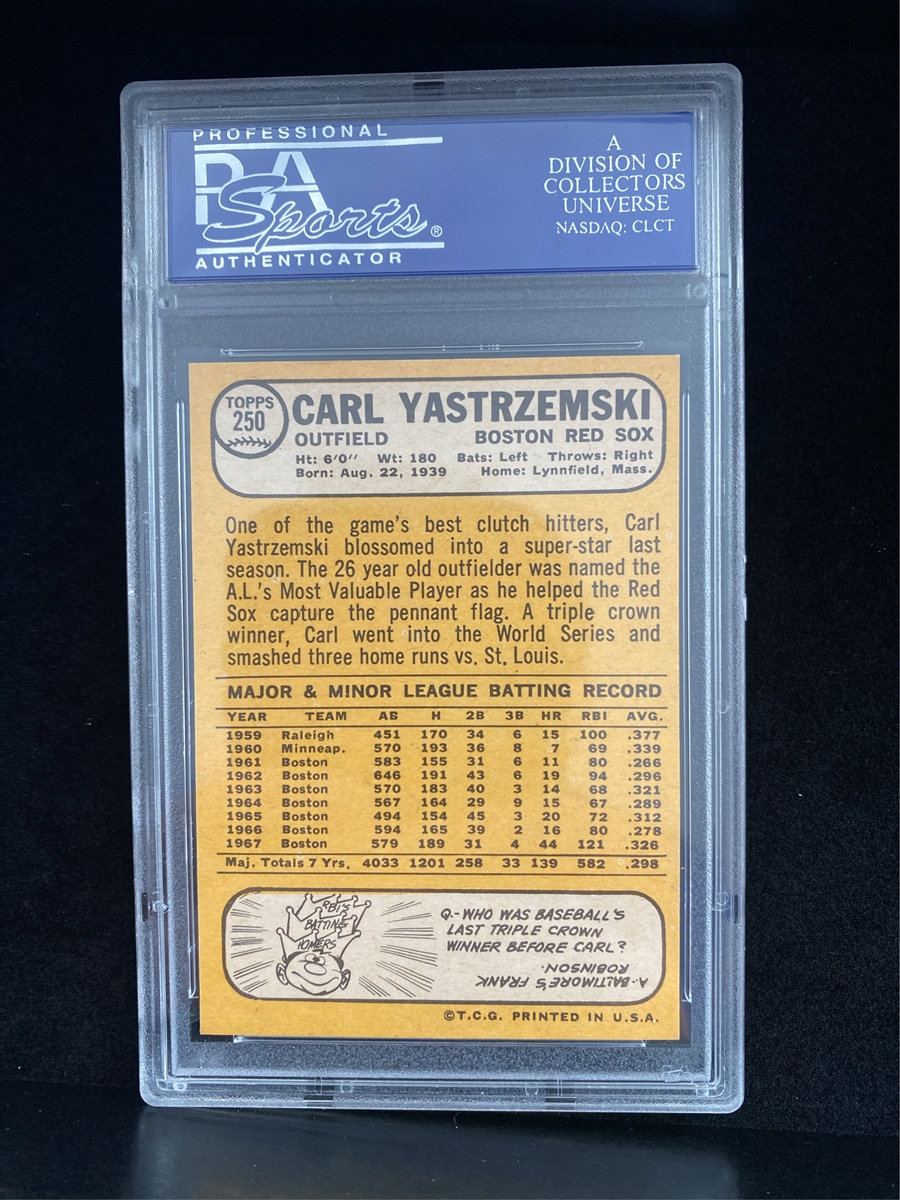 PROFESSIONAL
PSA
Sports®
AUTHENTICATOR
A
DIVISION OF
COLLECTORS
UNIVERSE
NASDAQ: CLCT
TOPPS
250
CARL YASTRZEMSKI
OUTFIELD BOSTON RED SOX
Ht: 6'0'' Wt: 180 Bats: Left Throws: Right
Born: Aug. 22, 1939 Home: Lynnfield, Mass.
One of the game's best clutch hitters, Carl
Yastrzemski blossomed into a super-star last
season. The 26 year old outfielder was named the
A.L.'s Most Valuable Player as he helped the Red
Sox capture the pennant flag. A triple crown
winner, Carl went into the World Series and
smashed three home runs vs. St. Louis.
MAJOR & MINOR LEAGUE BATTING RECORD
YEAR TEAM AB H 2B 3B HR RBI AVG.
1959 Raleigh 451 170 34 6 15 100 .377
1960 Minneap. 570 193 36 8 7 69 .339
1961 Boston 583 155 31 6 11 80 .266
1962 Boston 646 191 43 6 19 94 .296
1963 Boston 570 183 40 3 14 68 .321
1964 Boston 567 164 29 9 15 67 .289
1965 Boston 494 154 45 3 20 72 .312
1966 Boston 594 165 39 2 16 80 .278
1967 Boston 579 189 31 4 44 121 .326
Maj. Totals 7 Yrs. 4033 1201 258 33 139 582 .298
RBI'S
BATTING
HOMERS
Q.-WHO WAS BASEBALL'S
LAST TRIPLE CROWN
WINNER BEFORE CARL?
A.-BALTIMORE'S FRANK
ROBINSON.
©T.C.G. PRINTED IN U.S.A.